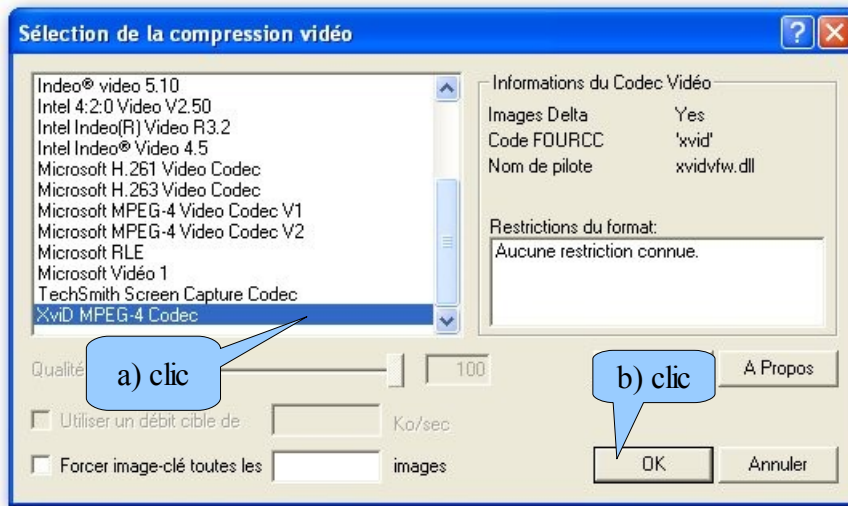 Sélection de la compression vidéo
Indeo® video 5.10
Intel 4:2:0 Video V2.50
Intel Indeo(R) Video R3.2
Intel Indeo® Video 4.5
Microsoft H.261 Video Codec
Microsoft H.263 Video Codec
Microsoft MPEG-4 Video Codec V1
Microsoft MPEG-4 Video Codec V2
Microsoft RLE
Microsoft Vidéo 1
TechSmith Screen Capture Codec
XviD MPEG-4 Codec
Informations du Codec Vidéo
Images Delta Yes
Code FOURCC 'xvid'
Nom de pilote xvidvfw.dll
Restrictions du format:
Aucune restriction connue.
Qualité 100
a) clic
b) clic
A Propos
Utiliser un débit cible de Ko/sec
Forcer image-clé toutes les images
OK Annuler